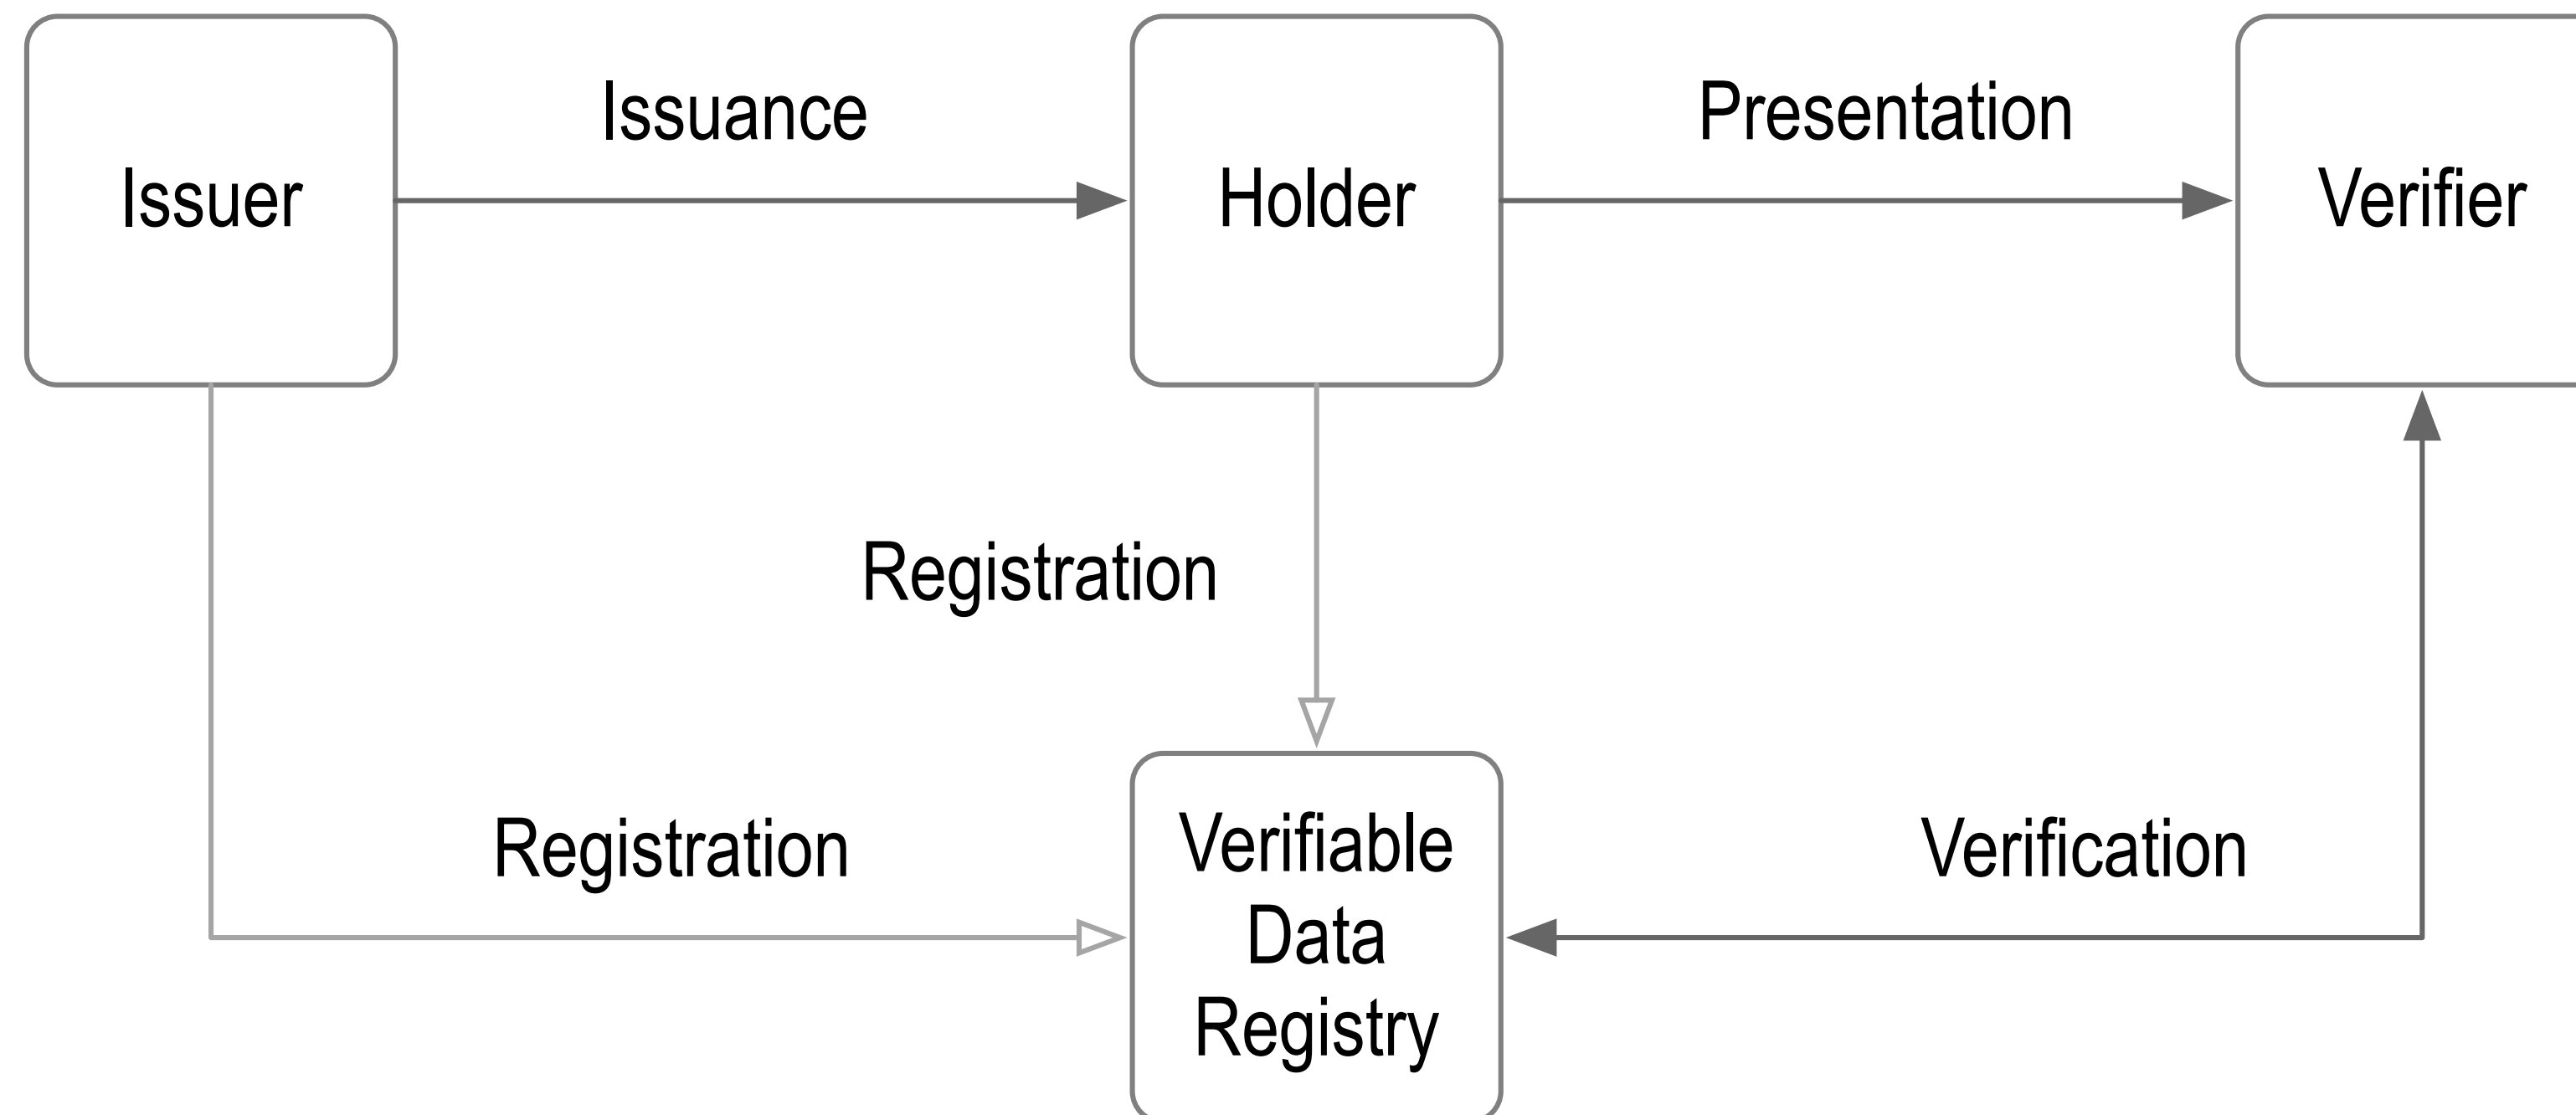 Issuance
Presentation
Issuer
Holder
Verifier
Registration
Registration
Verifiable
Data
Registry
Verification